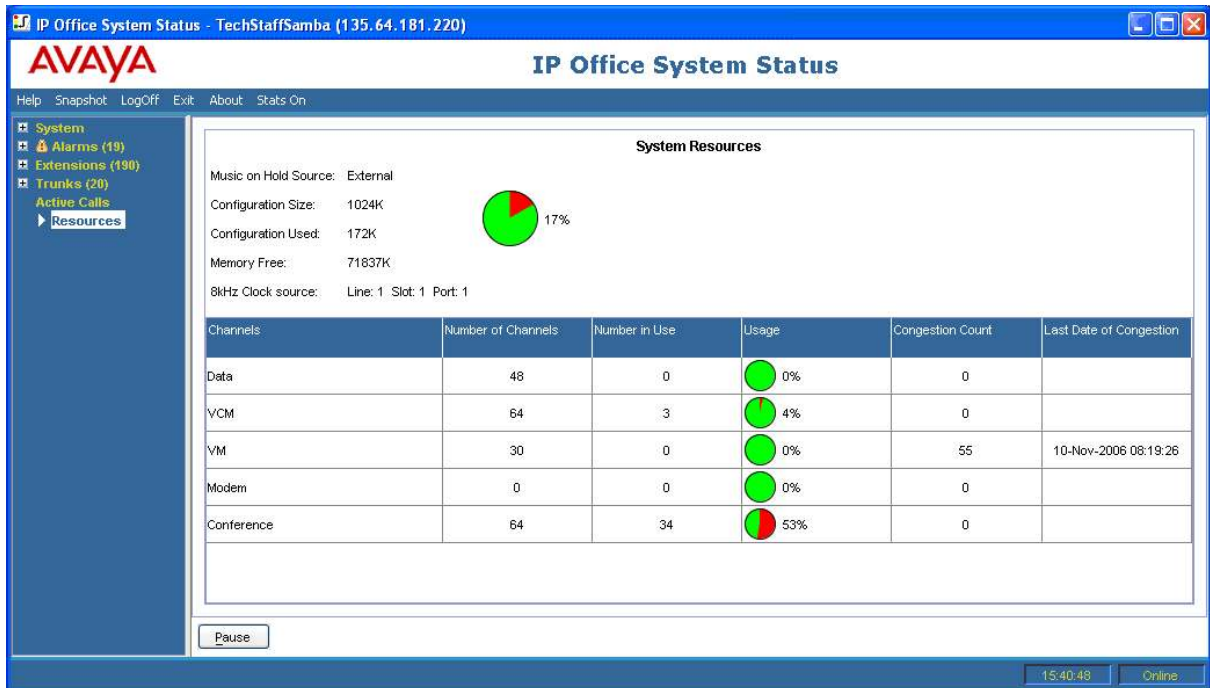 IP Office System Status - TechStaffSamba (135.64.181.220)
AVAYA
IP Office System Status
Help Snapshot LogOff Exit About Stats On
System
Alarms (19)
Extensions (190)
Trunks (20)
Active Calls
Resources
System Resources
Music on Hold Source: External
Configuration Size: 1024K
17%
Configuration Used: 172K
Memory Free: 71837K
8kHz Clock source: Line: 1 Slot: 1 Port: 1
Channels Number of Channels Number in Use Usage Congestion Count Last Date of Congestion
Data 48 0 0% 0
VCM 64 3 4% 0
VM 30 0 0% 55 10-Nov-2006 08:19:26
Modem 0 0 0% 0
Conference 64 34 53% 0
Pause
15:40:48 Online